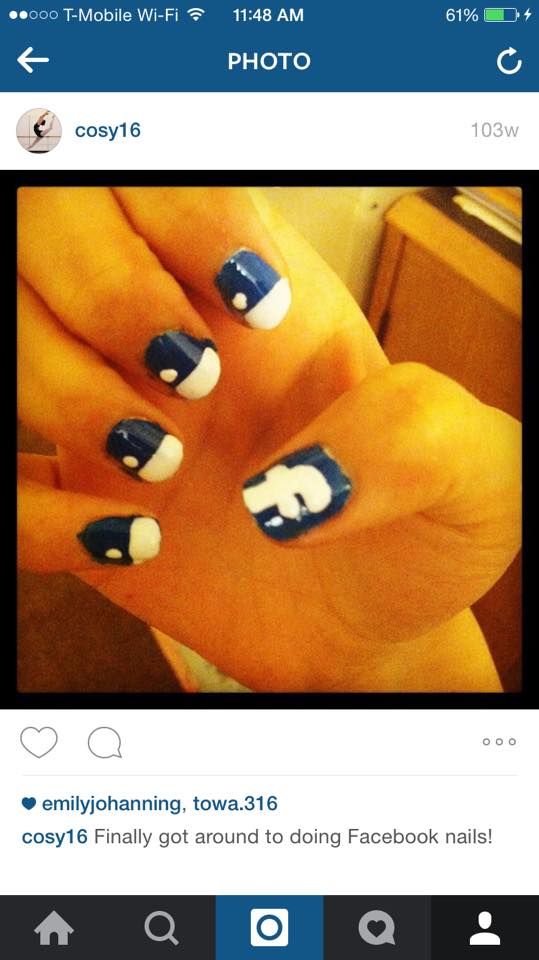 T-Mobile Wi-Fi 11:48 AM 61%
PHOTO
cosy16 103w
f
emilyjohanning, towa.316
cosy16 Finally got around to doing Facebook nails!